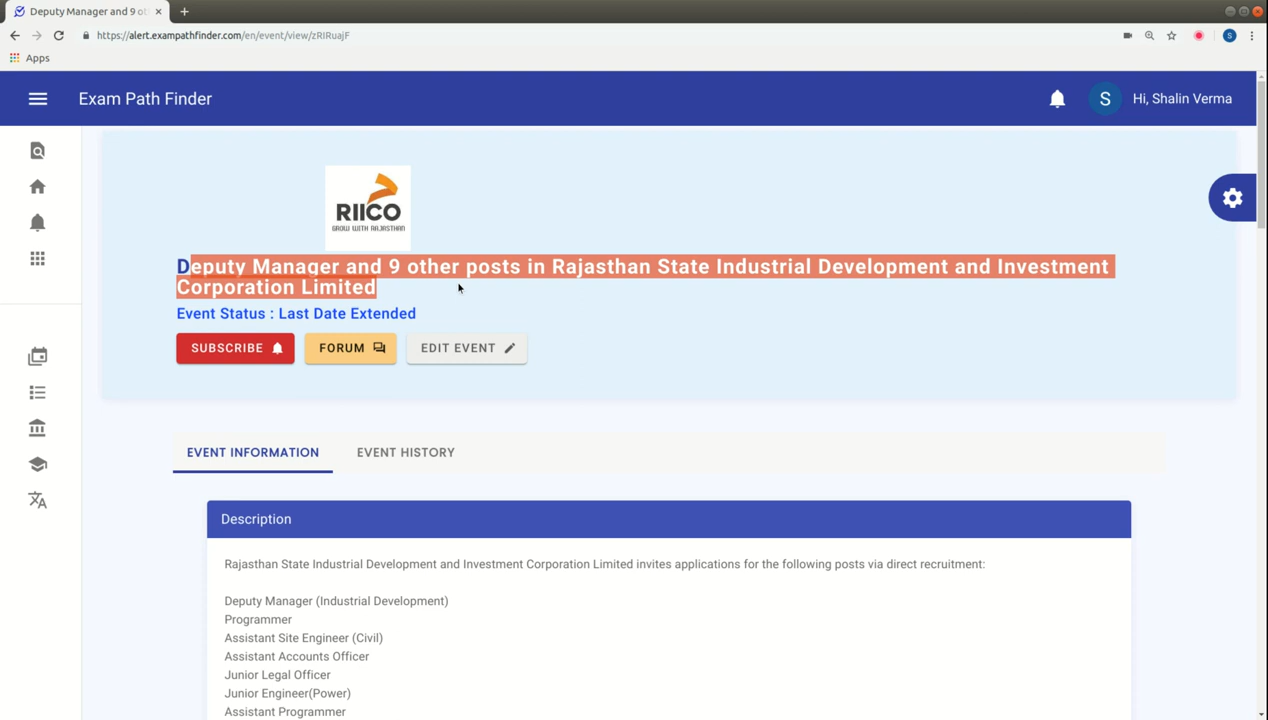 Deputy Manager and 9 ot
https://alert.exampathfinder.com/en/event/view/zRIRuajF
S
Apps
Exam Path Finder
S
Hi, Shalin Verma
RIICO
GROW WITH RAJASTHAN
Deputy Manager and 9 other posts in Rajasthan State Industrial Development and Investment
Corporation Limited
Event Status : Last Date Extended
SUBSCRIBE
FORUM
EDIT EVENT
EVENT INFORMATION
EVENT HISTORY
Description
Rajasthan State Industrial Development and Investment Corporation Limited invites applications for the following posts via direct recruitment:
Deputy Manager (Industrial Development)
Programmer
Assistant Site Engineer (Civil)
Assistant Accounts Officer
Junior Legal Officer
Junior Engineer(Power)
Assistant Programmer